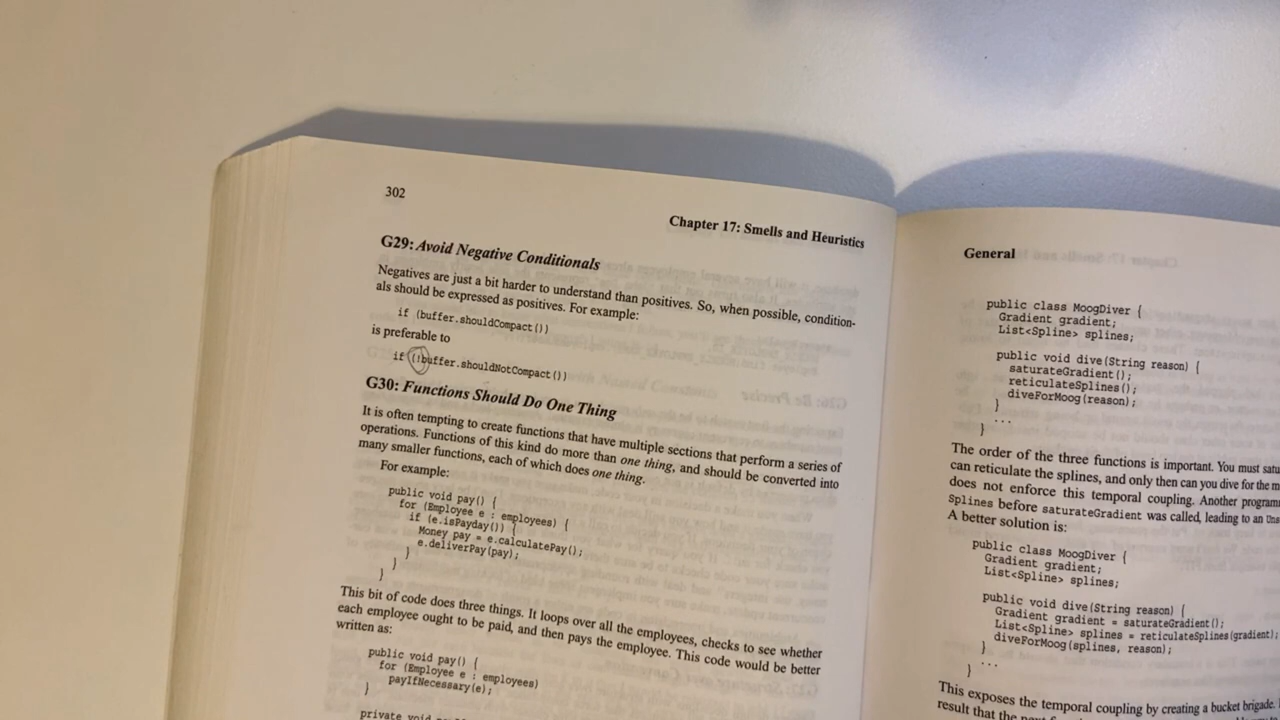 302
Chapter 17: Smells and Heuristics
G29: Avoid Negative Conditionals
Negatives are just a bit harder to understand than positives. So, when possible, condition-
als should be expressed as positives. For example:
if (buffer.shouldCompact())
is preferable to
if (!buffer.shouldNotCompact())
G30: Functions Should Do One Thing
It is often tempting to create functions that have multiple sections that perform a series of
operations. Functions of this kind do more than one thing, and should be converted into
many smaller functions, each of which does one thing.
For example:
public void pay() {
for (Employee e : employees) {
if (e.isPayday()) {
Money pay = e.calculatePay();
e.deliverPay(pay);
}
}
}
This bit of code does three things. It loops over all the employees, checks to see whether
each employee ought to be paid, and then pays the employee. This code would be better
written as:
public void pay() {
for (Employee e : employees)
payIfNecessary(e);
}
private void
General
public class MoogDiver {
Gradient gradient;
List<Spline> splines;
public void dive(String reason) {
saturateGradient();
reticulateSplines();
diveForMoog(reason);
}
...
}
The order of the three functions is important. You must satu
can reticulate the splines, and only then can you dive for the m
does not enforce this temporal coupling. Another program
Splines before saturateGradient was called, leading to an Uns
A better solution is:
public class MoogDiver {
Gradient gradient;
List<Spline> splines;
public void dive(String reason) {
Gradient gradient = saturateGradient();
List<Spline> splines = reticulateSplines(gradient);
diveForMoog(splines, reason);
}
...
}
This exposes the temporal coupling by creating a bucket brigade.
result that the